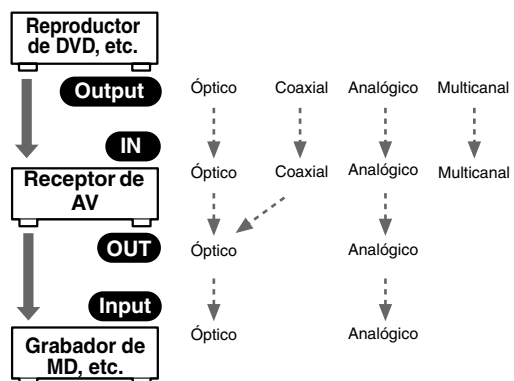 Reproductor
de DVD, etc.
Output Óptico Coaxial Analógico Multicanal
IN
Receptor de
AV
Óptico Coaxial Analógico Multicanal
OUT Óptico Analógico
Input
Óptico Analógico
Grabador de
MD, etc.